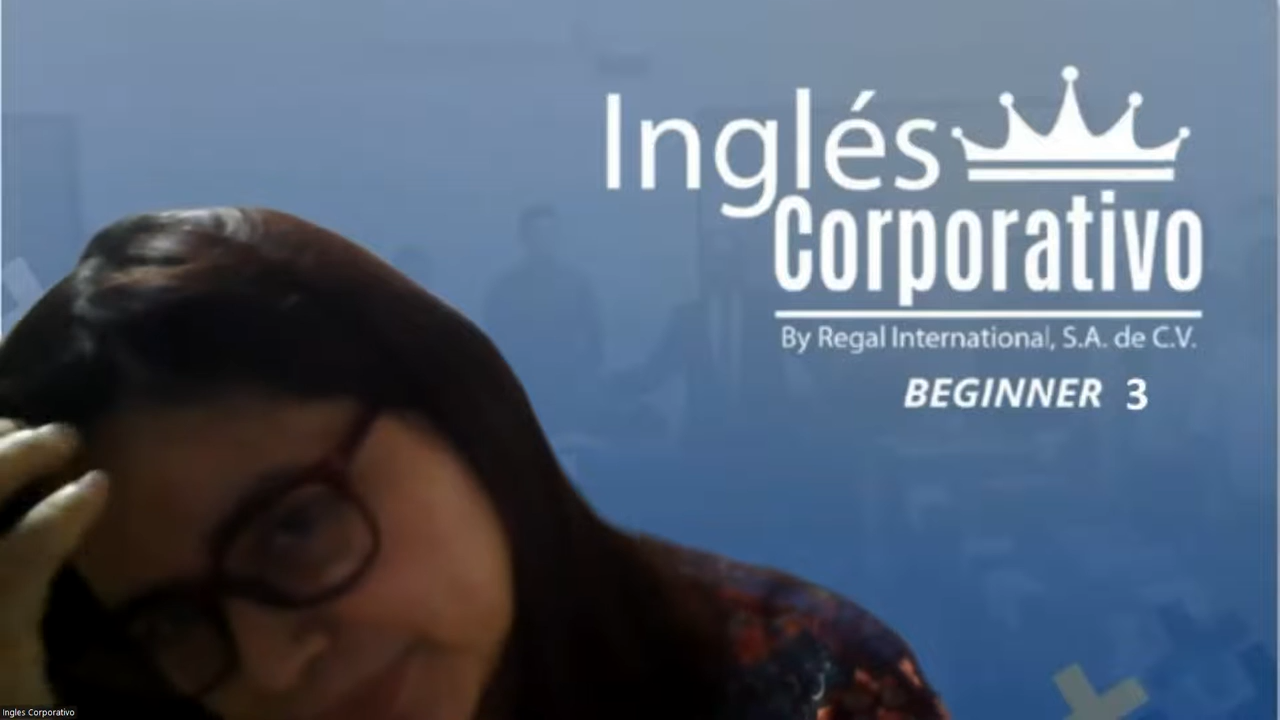 Inglés
Corporativo
By Regal International, S.A. de C.V.
BEGINNER 3
Ingles Corporativo